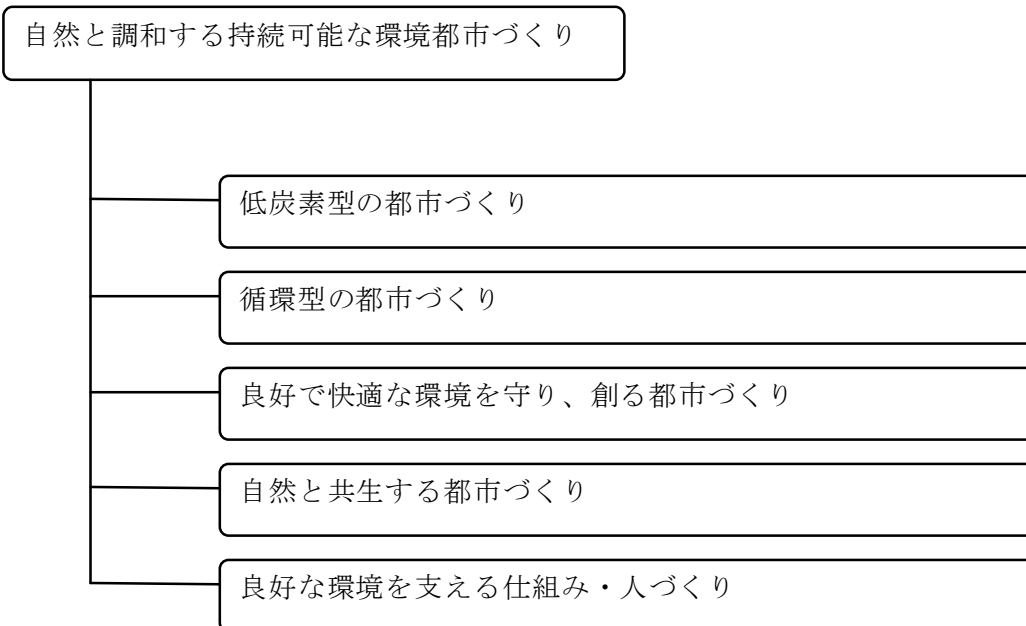 自然と調和する持続可能な環境都市づくり
低炭素型の都市づくり
循環型の都市づくり
良好で快適な環境を守り、創る都市づくり
自然と共生する都市づくり
良好な環境を支える仕組み・人づくり